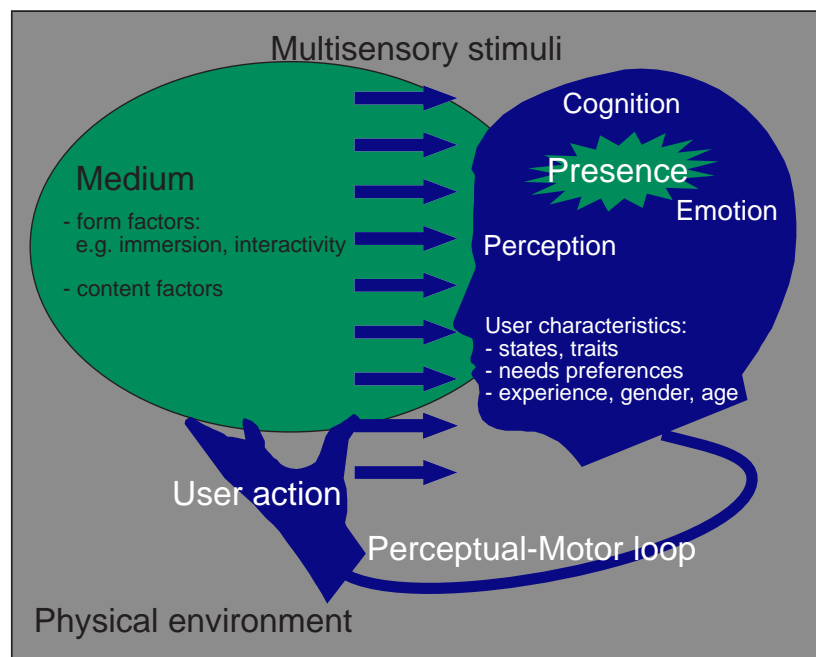 Multisensory stimuli
Cognition
Presence
Emotion
Perception
Medium
- form factors:
e.g. immersion, interactivity
- content factors
User characteristics:
- states, traits
- needs preferences
- experience, gender, age
User action
Perceptual-Motor loop
Physical environment